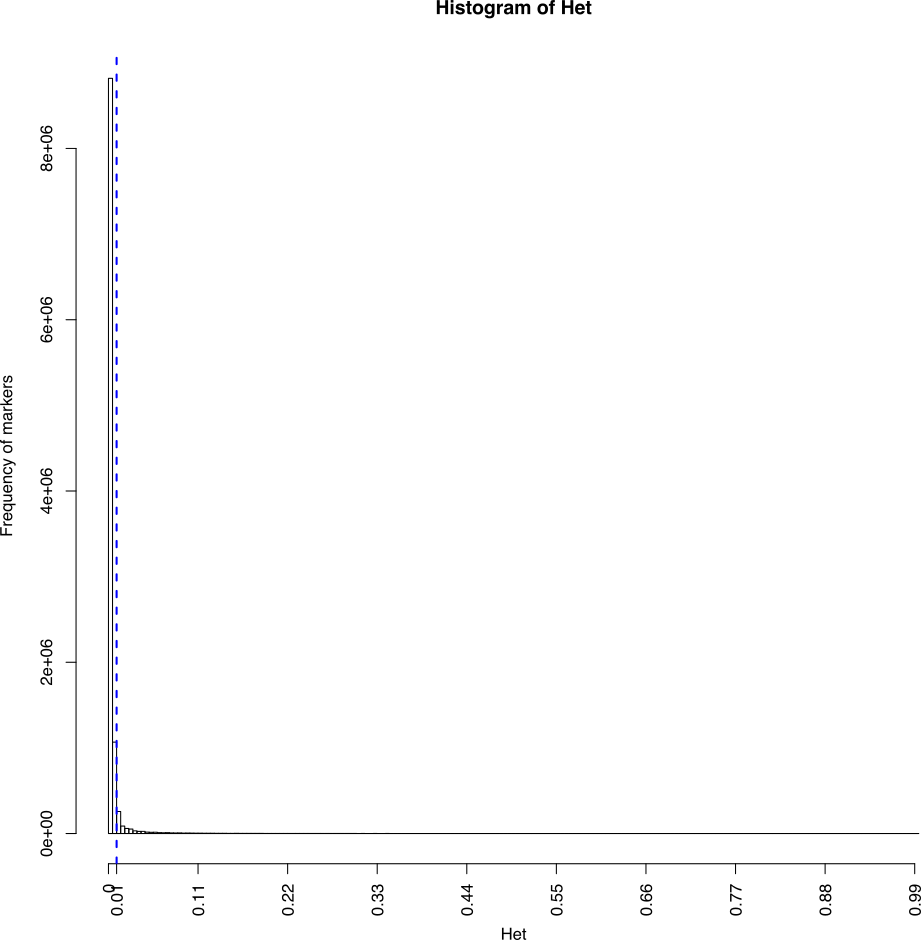 Histogram of Het
Frequency of markers
8e+06
6e+06
4e+06
2e+06
0e+00
0
0.01
0.11
0.22
0.33
0.44
0.55
0.66
0.77
0.88
0.99
Het